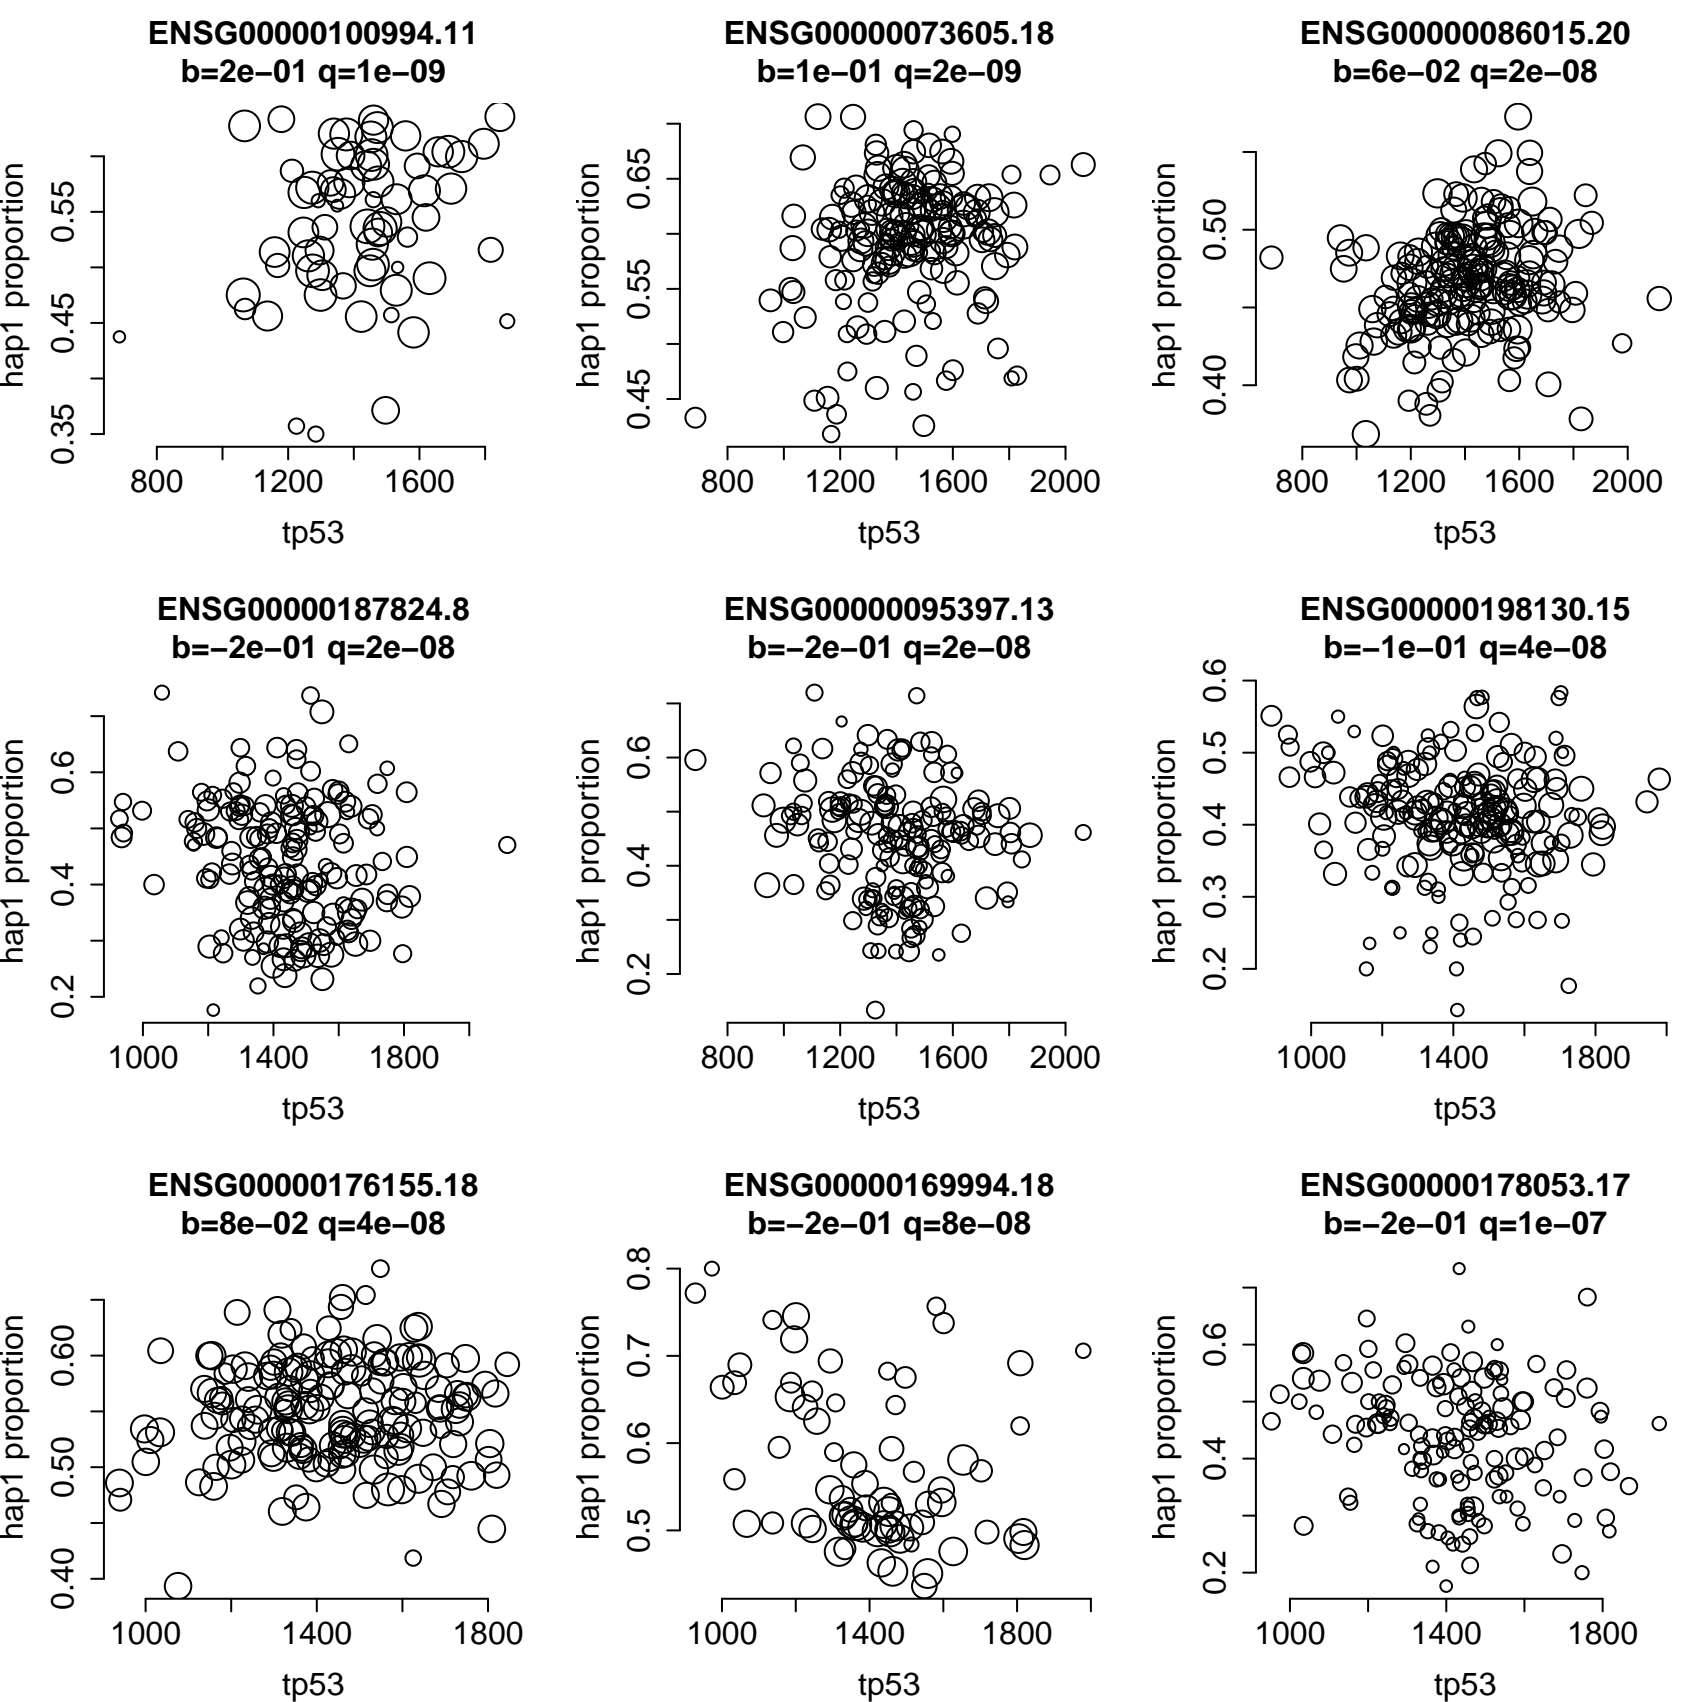 ENSG00000100994.11
b=2e−01 q=1e−09
hap1 proportion
0.35 0.45 0.55
800 1200 1600
tp53
ENSG00000073605.18
b=1e−01 q=2e−09
hap1 proportion
0.45 0.55 0.65
800 1200 1600 2000
tp53
ENSG00000086015.20
b=6e−02 q=2e−08
hap1 proportion
0.40 0.50
800 1200 1600 2000
tp53
ENSG00000187824.8
b=−2e−01 q=2e−08
hap1 proportion
0.2 0.4 0.6
1000 1400 1800
tp53
ENSG00000095397.13
b=−2e−01 q=2e−08
hap1 proportion
0.2 0.4 0.6
800 1200 1600 2000
tp53
ENSG00000198130.15
b=−1e−01 q=4e−08
hap1 proportion
0.2 0.3 0.4 0.5 0.6
1000 1400 1800
tp53
ENSG00000176155.18
b=8e−02 q=4e−08
hap1 proportion
0.40 0.50 0.60
1000 1400 1800
tp53
ENSG00000169994.18
b=−2e−01 q=8e−08
hap1 proportion
0.5 0.6 0.7 0.8
1000 1400 1800
tp53
ENSG00000178053.17
b=−2e−01 q=1e−07
hap1 proportion
0.2 0.4 0.6
1000 1400 1800
tp53